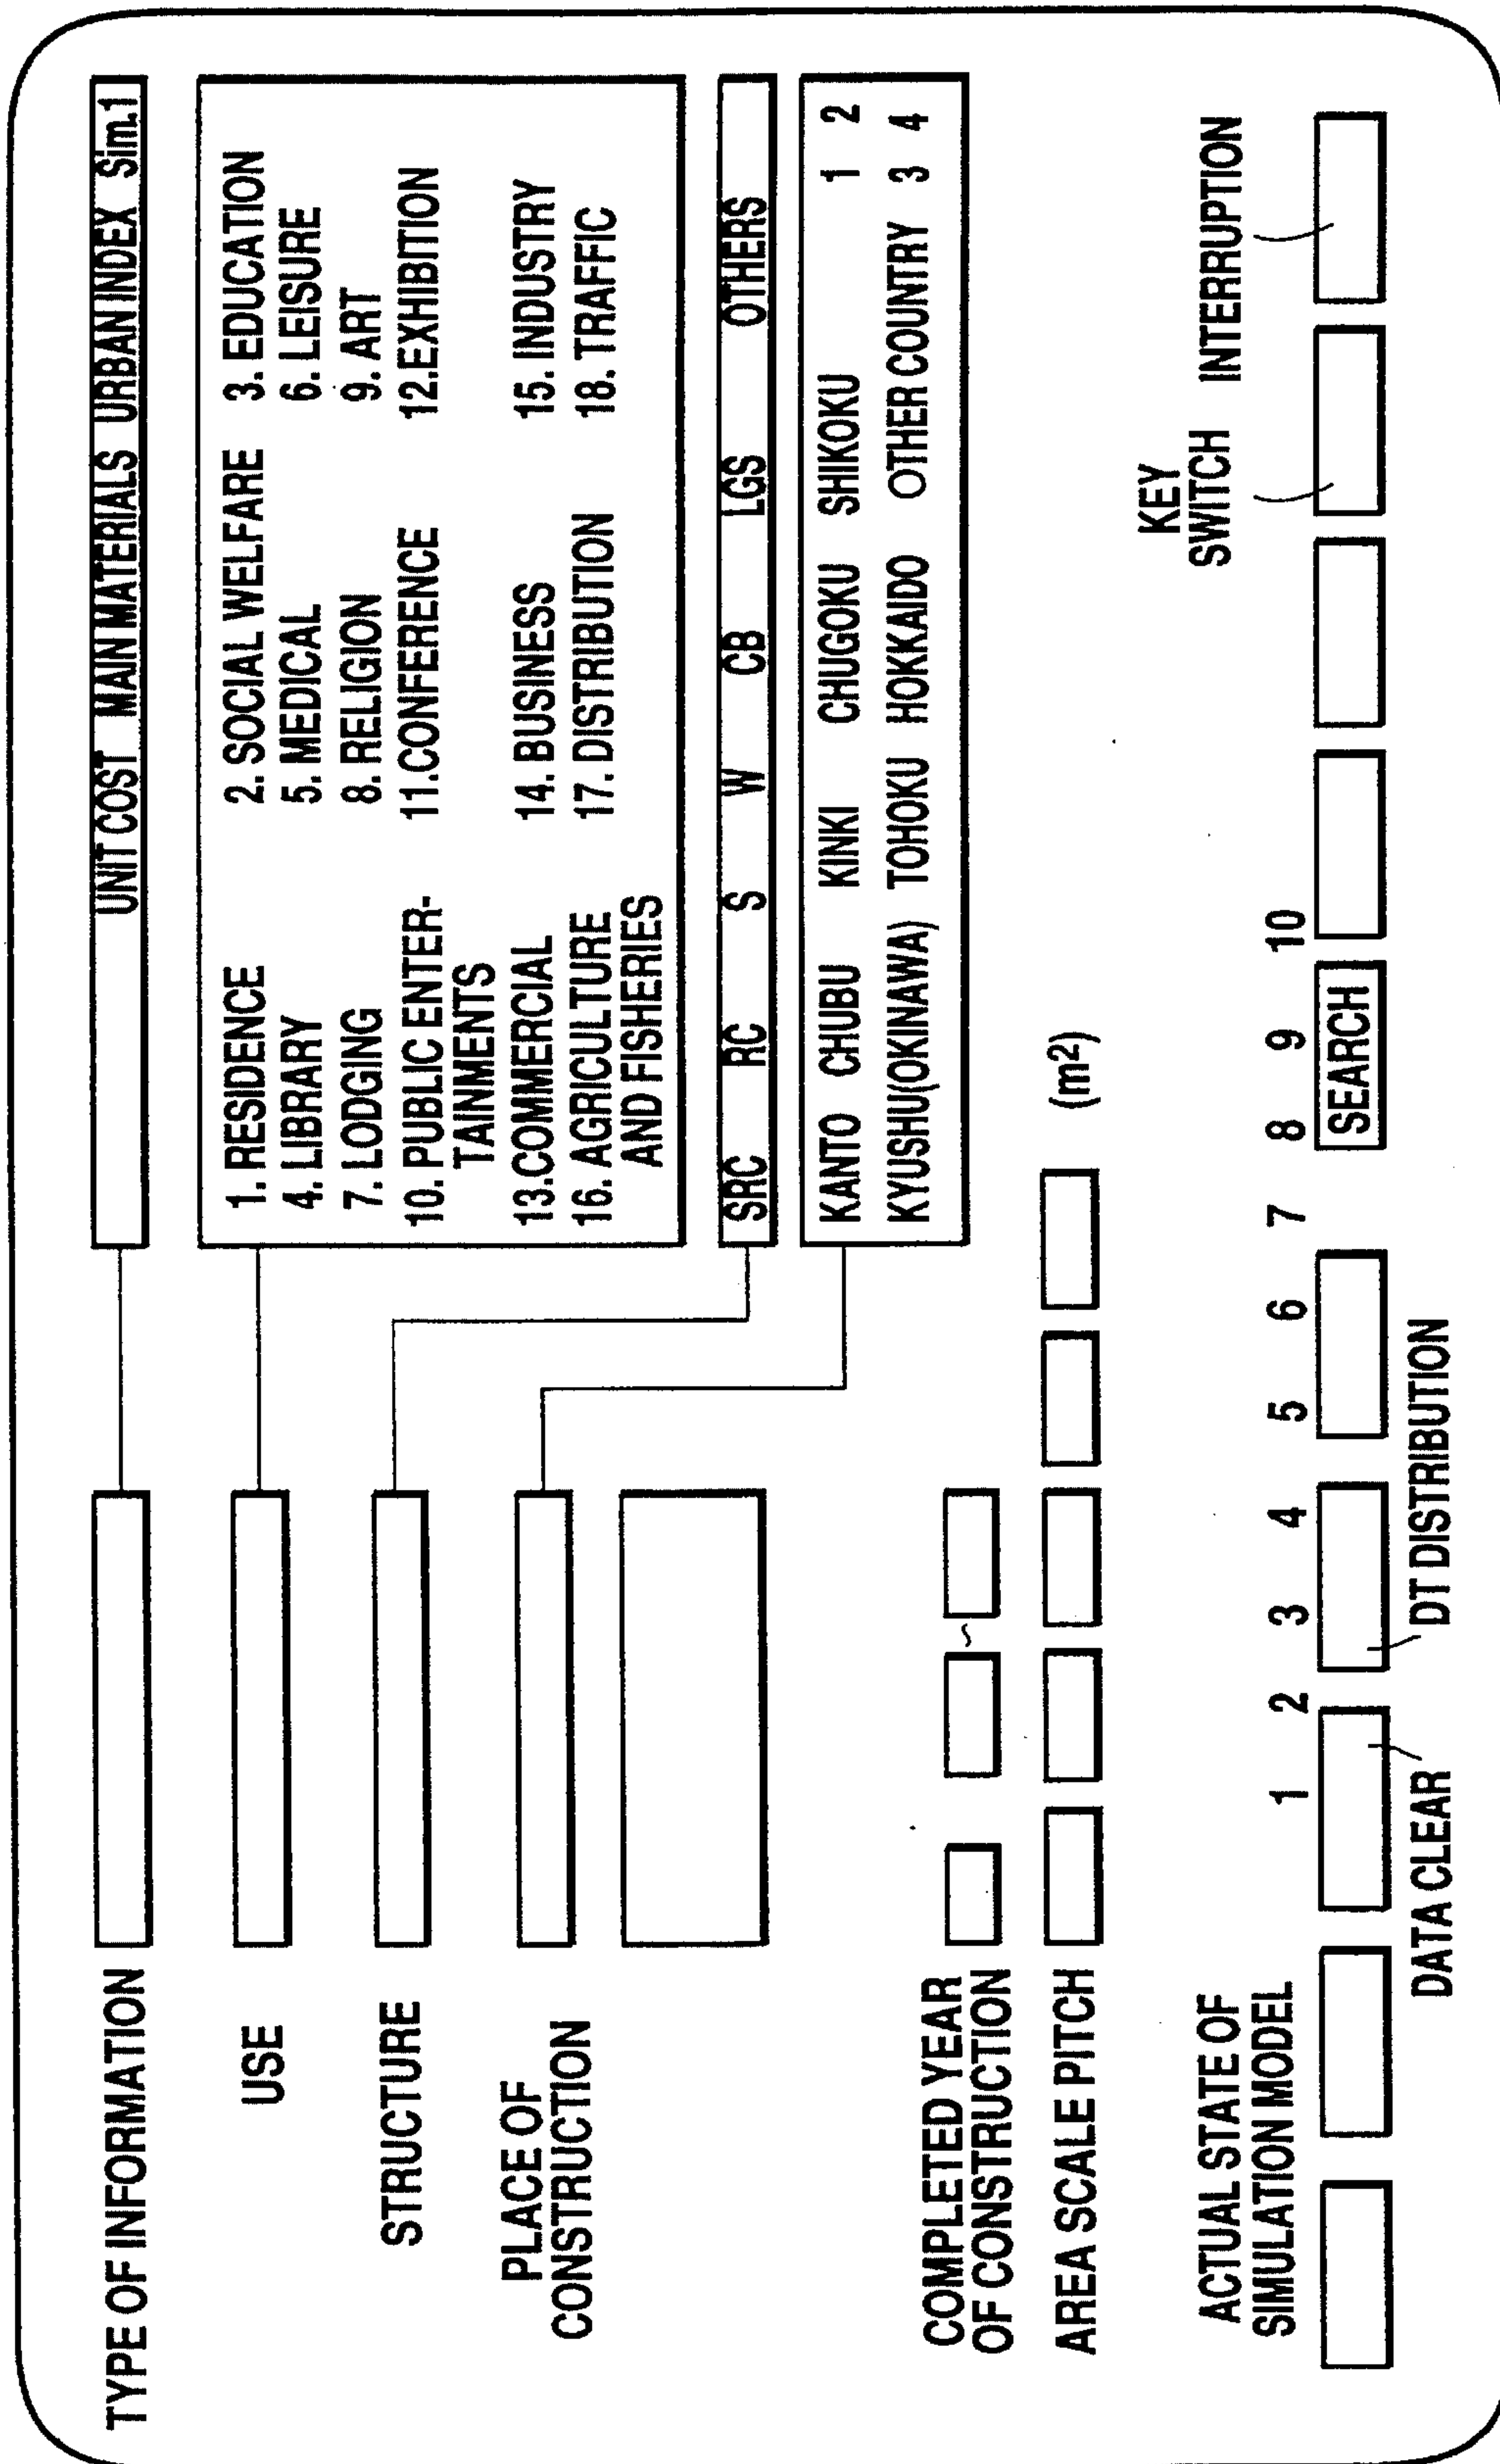 TYPE OF INFORMATION
UNIT COST MAIN MATERIALS URBAN INDEX Sim.1
USE
1. RESIDENCE 2. SOCIAL WELFARE 3. EDUCATION
4. LIBRARY 5. MEDICAL 6. LEISURE
7. LODGING 8. RELIGION 9. ART
10. PUBLIC ENTER- 11.CONFERENCE 12.EXHIBITION
TAINMENTS
13.COMMERCIAL 14. BUSINESS 15. INDUSTRY
16. AGRICULTURE 17. DISTRIBUTION 18. TRAFFIC
AND FISHERIES
STRUCTURE
SRC RC S W CB LGS OTHERS
PLACE OF
CONSTRUCTION
KANTO CHUBU KINKI CHUGOKU SHIKOKU 1 2
KYUSHU(OKINAWA) TOHOKU HOKKAIDO OTHER COUNTRY 3 4
COMPLETED YEAR
OF CONSTRUCTION
~
AREA SCALE PITCH (m²)
ACTUAL STATE OF
SIMULATION MODEL
KEY
SWITCH INTERRUPTION
1 2 3 4 5 6 7 8 9 10
SEARCH
DATA CLEAR DT DISTRIBUTION